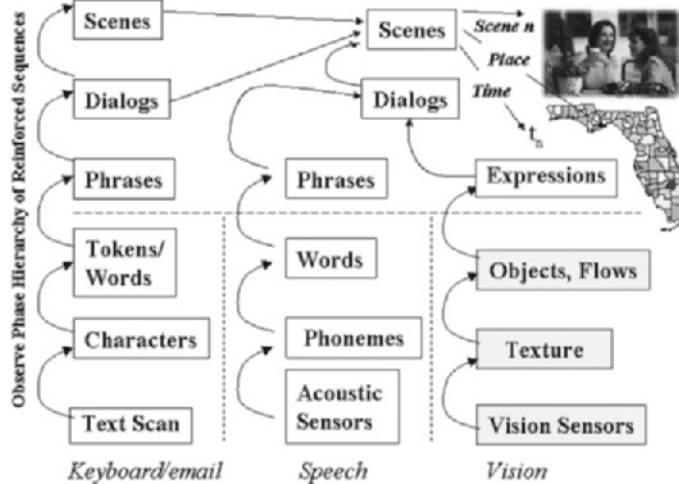 Observe Phase Hierarchy of Reinforced Sequences
Scenes
Dialogs
Phrases
Tokens/
Words
Characters
Text Scan
Keyboard/email
Scenes
Dialogs
Phrases
Words
Phonemes
Acoustic
Sensors
Speech
Scene n
Place
Time
tn
Expressions
Objects, Flows
Texture
Vision Sensors
Vision